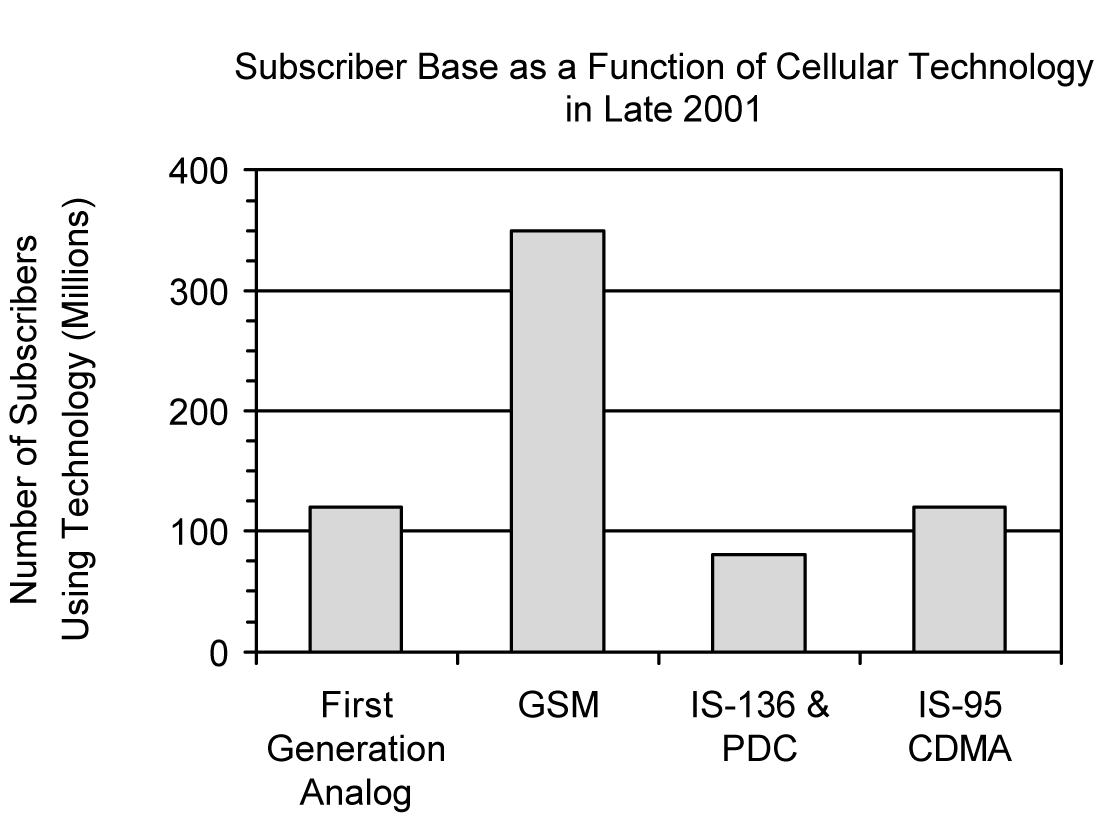 Subscriber Base as a Function of Cellular Technology
in Late 2001
Number of Subscribers
Using Technology (Millions)
400
300
200
100
0
First
Generation
Analog
GSM
IS-136 &
PDC
IS-95
CDMA